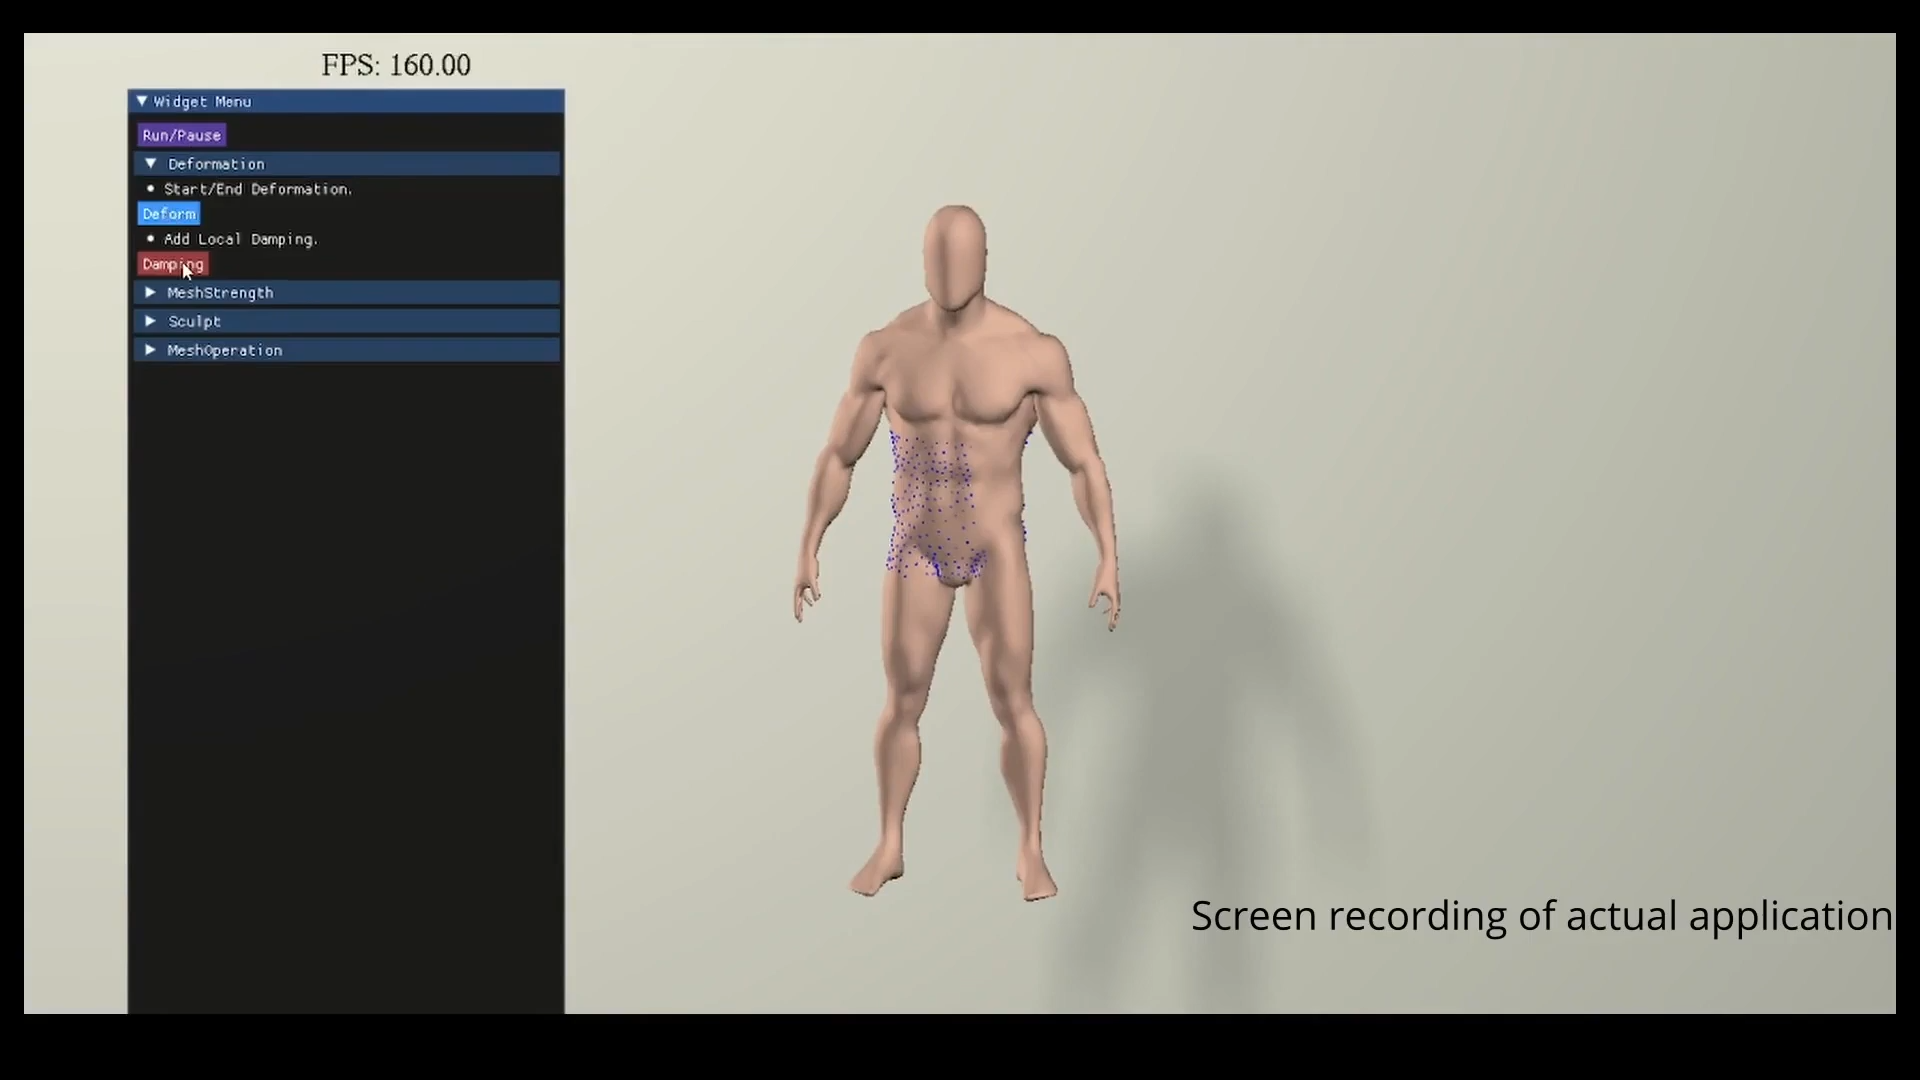 FPS: 160.00
Widget Menu
Run/Pause
Deformation
Start/End Deformation.
Deform
Add Local Damping.
Damping
MeshStrength
Sculpt
MeshOperation
Screen recording of actual application